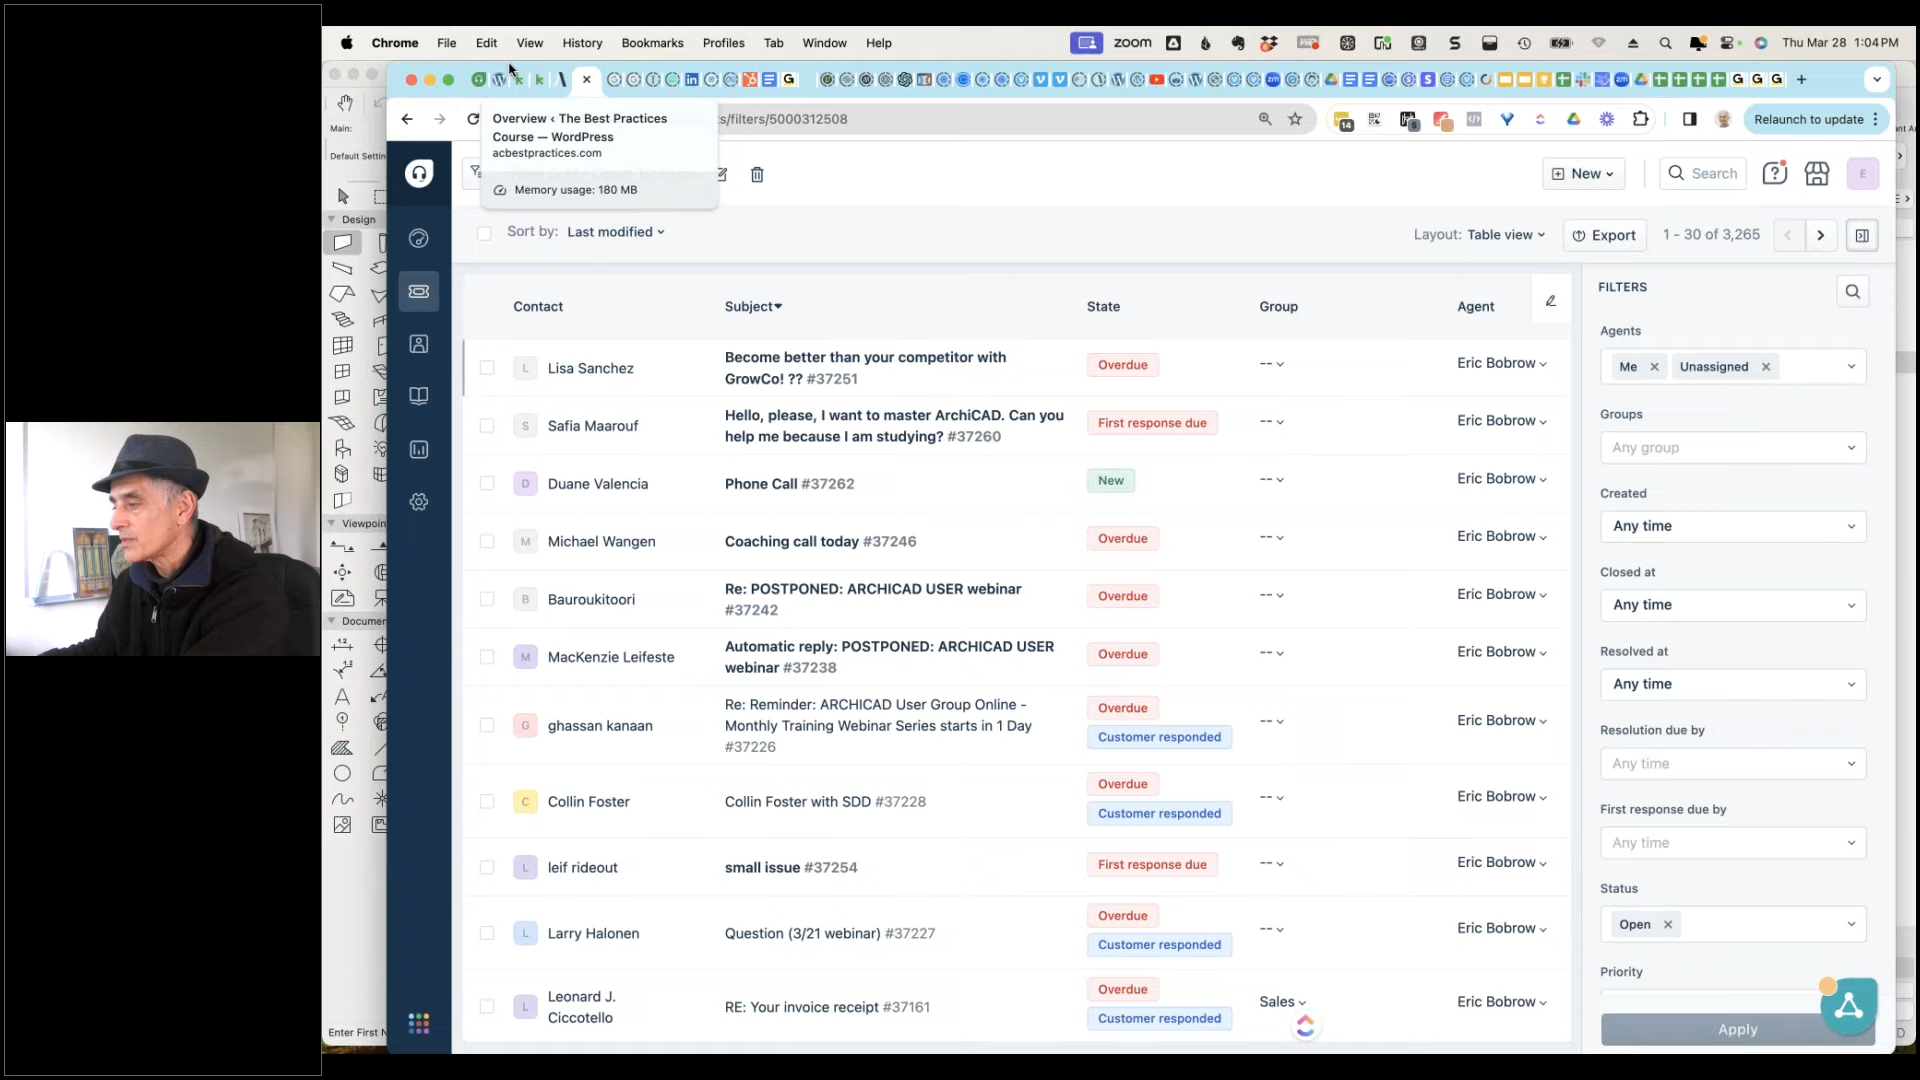 Chrome File Edit View History Bookmarks Profiles Tab Window Help
zoom Thu Mar 28 1:04 PM
Overview ‹ The Best Practices
Course — WordPress
acbestpractices.com
Memory usage: 180 MB
s/filters/5000312508
14
Relaunch to update
Main:
Default Settin
Design
Viewpoin
Documen
Enter First N
New
Search
E
Sort by: Last modified
Layout: Table view
Export
1 - 30 of 3,265
Contact Subject State Group Agent
L Lisa Sanchez
Become better than your competitor with
GrowCo! ?? #37251
Overdue
--
Eric Bobrow
S Safia Maarouf
Hello, please, I want to master ArchiCAD. Can you
help me because I am studying? #37260
First response due
--
Eric Bobrow
D Duane Valencia
Phone Call #37262
New
--
Eric Bobrow
M Michael Wangen
Coaching call today #37246
Overdue
--
Eric Bobrow
B Bauroukitoori
Re: POSTPONED: ARCHICAD USER webinar
#37242
Overdue
--
Eric Bobrow
M MacKenzie Leifeste
Automatic reply: POSTPONED: ARCHICAD USER
webinar #37238
Overdue
--
Eric Bobrow
G ghassan kanaan
Re: Reminder: ARCHICAD User Group Online -
Monthly Training Webinar Series starts in 1 Day
#37226
Overdue
Customer responded
--
Eric Bobrow
C Collin Foster
Collin Foster with SDD #37228
Overdue
Customer responded
--
Eric Bobrow
L leif rideout
small issue #37254
First response due
--
Eric Bobrow
L Larry Halonen
Question (3/21 webinar) #37227
Overdue
Customer responded
--
Eric Bobrow
L Leonard J.
Ciccotello
RE: Your invoice receipt #37161
Overdue
Customer responded
Sales
Eric Bobrow
FILTERS
Agents
Me Unassigned
Groups
Any group
Created
Any time
Closed at
Any time
Resolved at
Any time
Resolution due by
Any time
First response due by
Any time
Status
Open
Priority
Apply